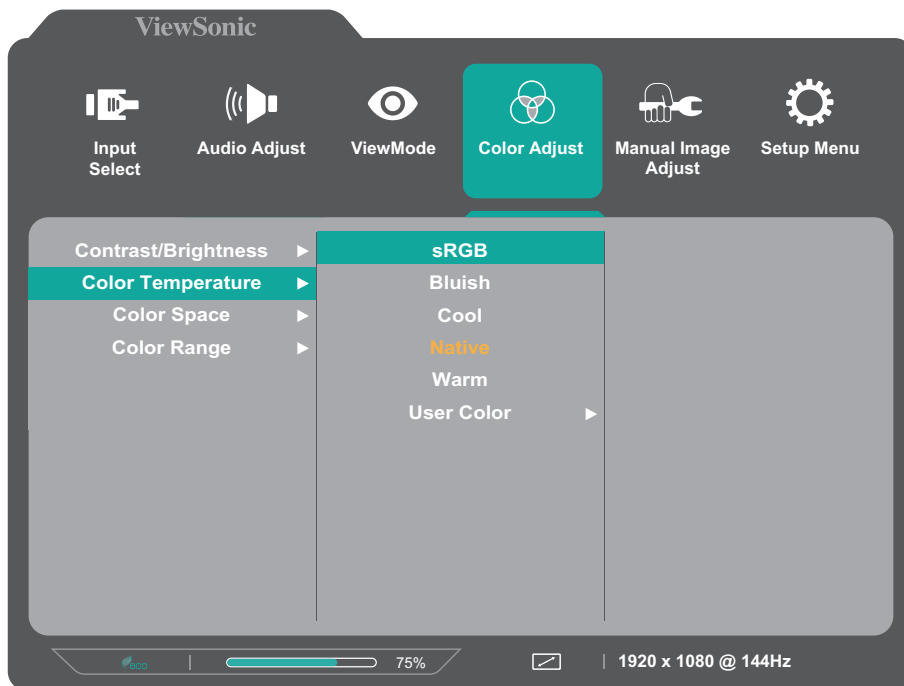 ViewSonic
Input Select
Audio Adjust
ViewMode
Color Adjust
Manual Image Adjust
Setup Menu
Contrast/Brightness
Color Temperature
Color Space
Color Range
sRGB
Bluish
Cool
Native
Warm
User Color
eco
75%
1920 x 1080 @ 144Hz